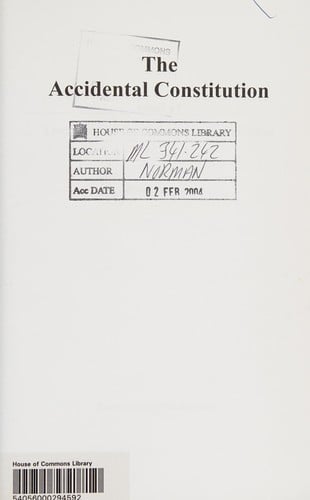 The
Accidental Constitution
HOUSE OF COMMONS LIBRARY
LOCATION ML 341·242
AUTHOR NORMAN
Acc DATE 02 FEB 2004
House of Commons Library
54056000294592